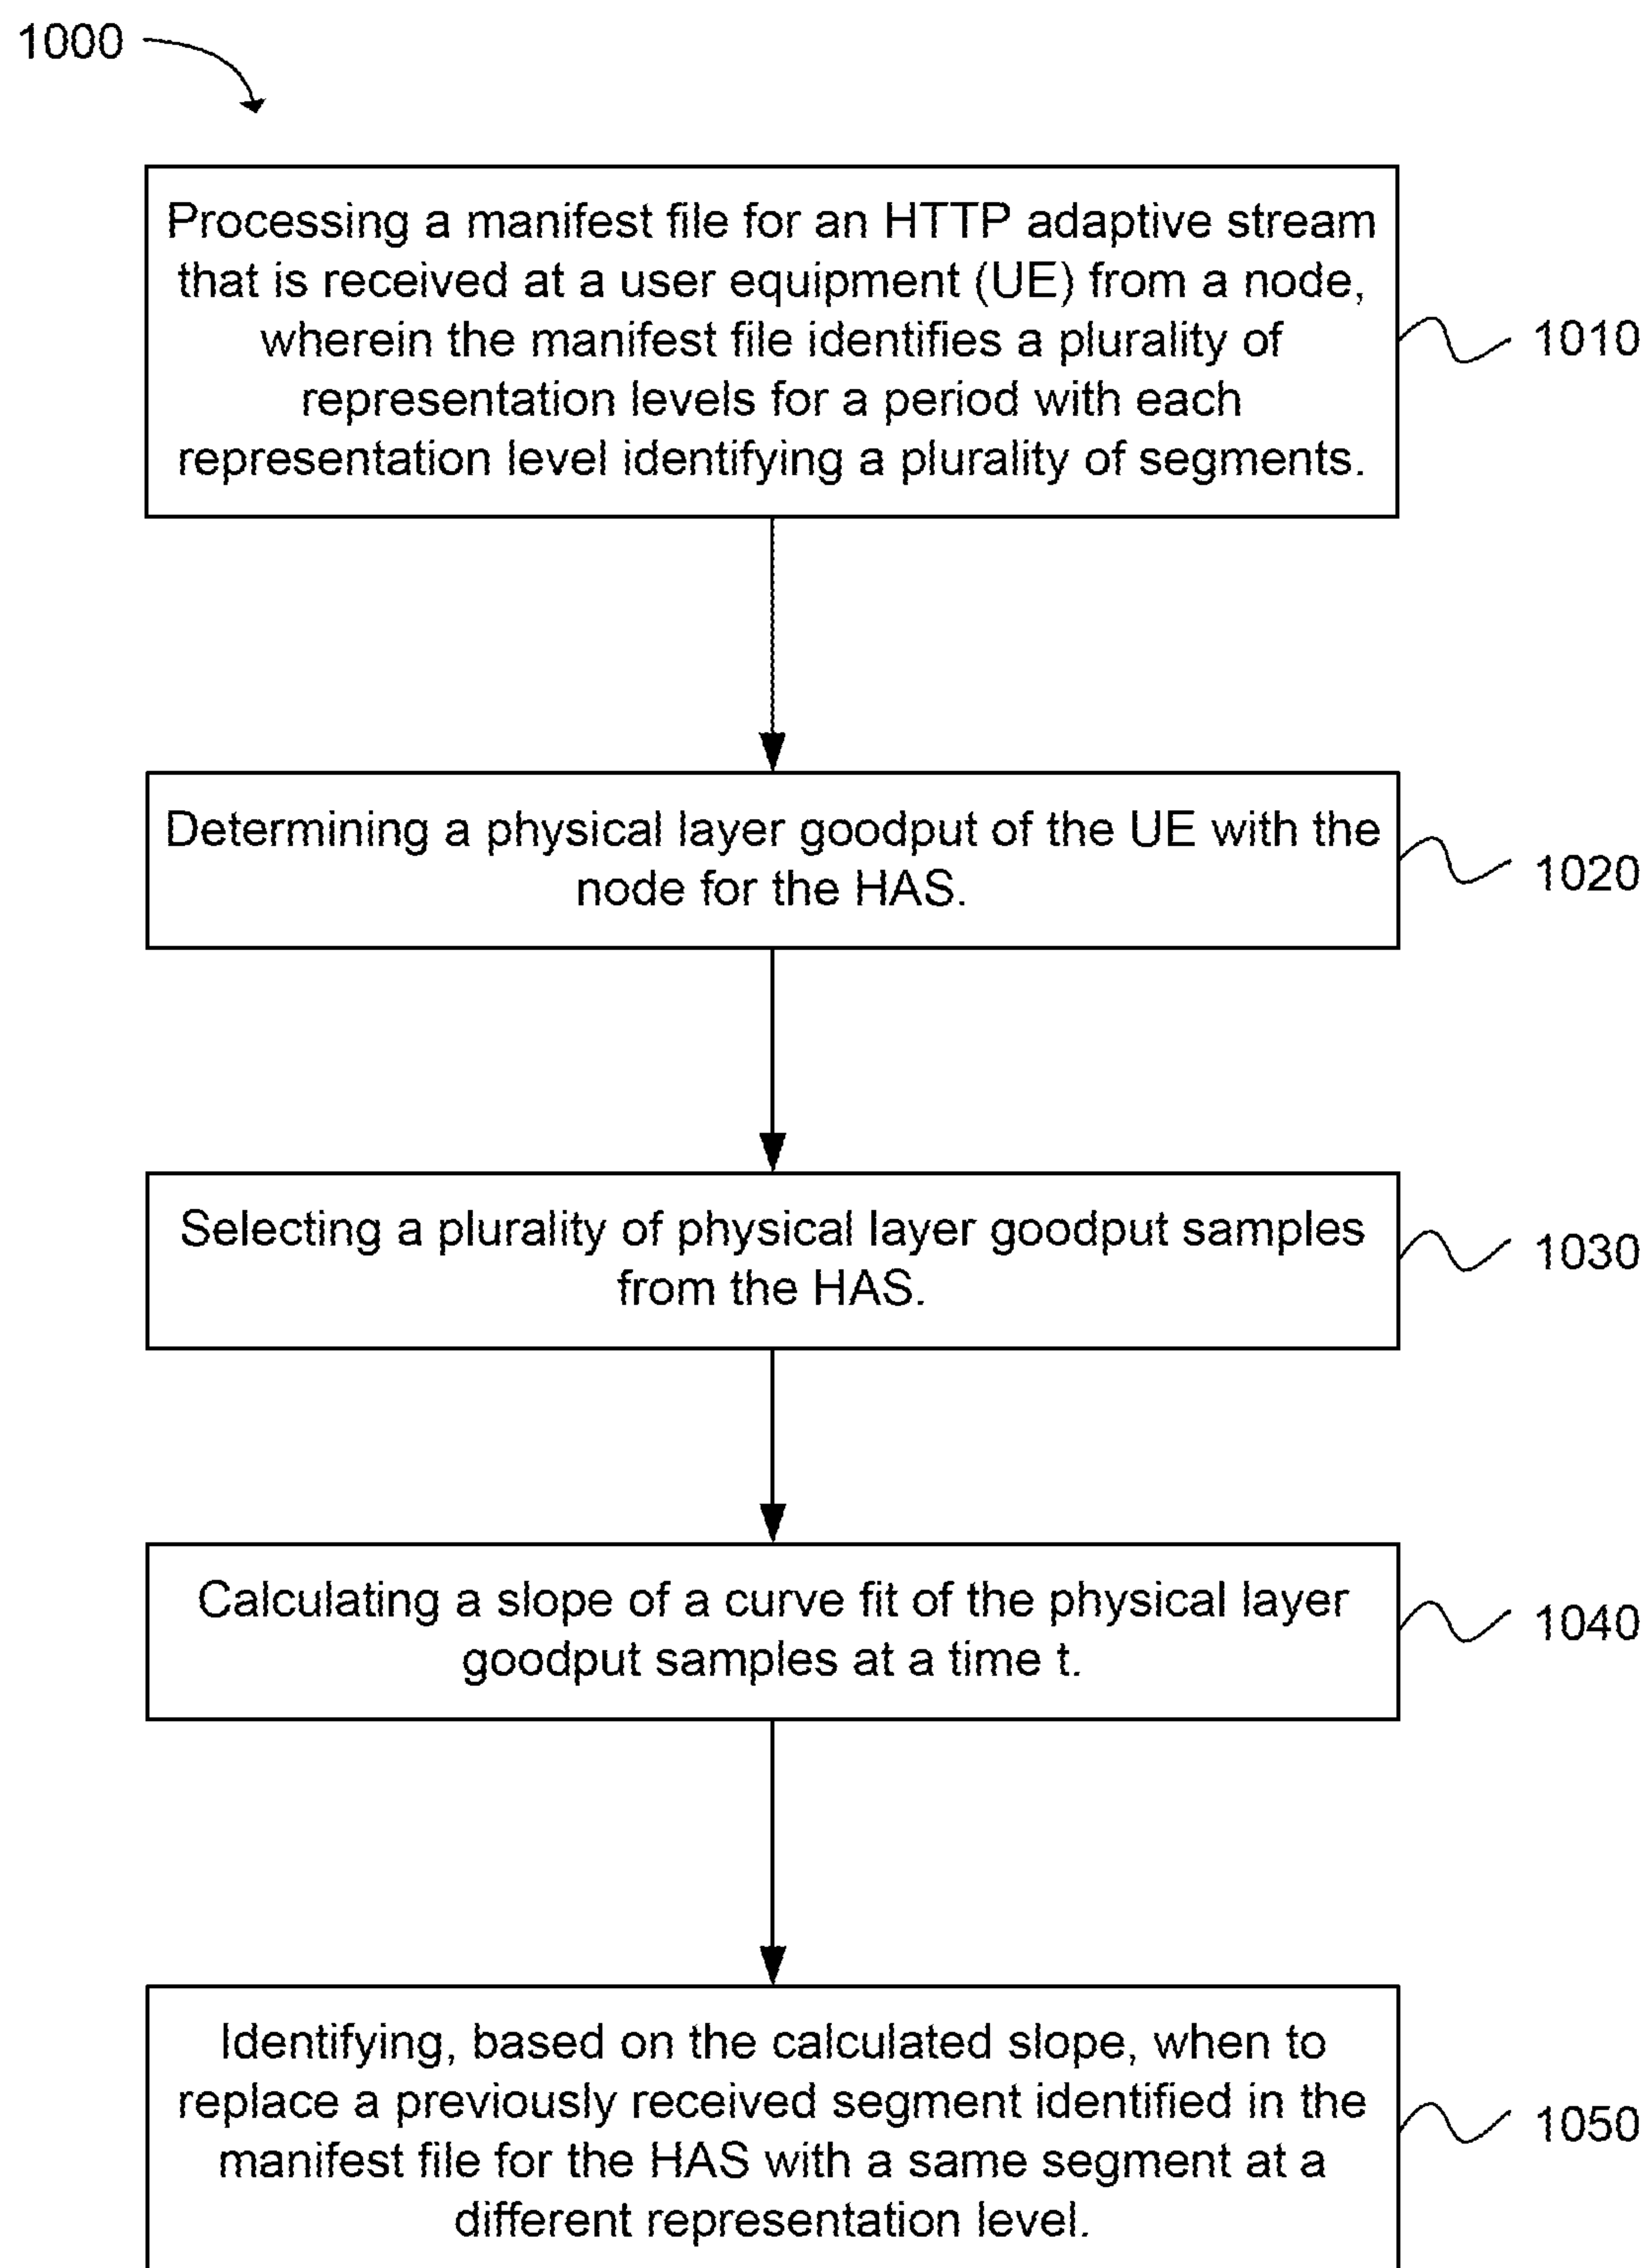 1000
Processing a manifest file for an HTTP adaptive stream
that is received at a user equipment (UE) from a node,
wherein the manifest file identifies a plurality of
representation levels for a period with each
representation level identifying a plurality of segments.
1010
Determining a physical layer goodput of the UE with the
node for the HAS.
1020
Selecting a plurality of physical layer goodput samples
from the HAS.
1030
Calculating a slope of a curve fit of the physical layer
goodput samples at a time t.
1040
Identifying, based on the calculated slope, when to
replace a previously received segment identified in the
manifest file for the HAS with a same segment at a
different representation level.
1050